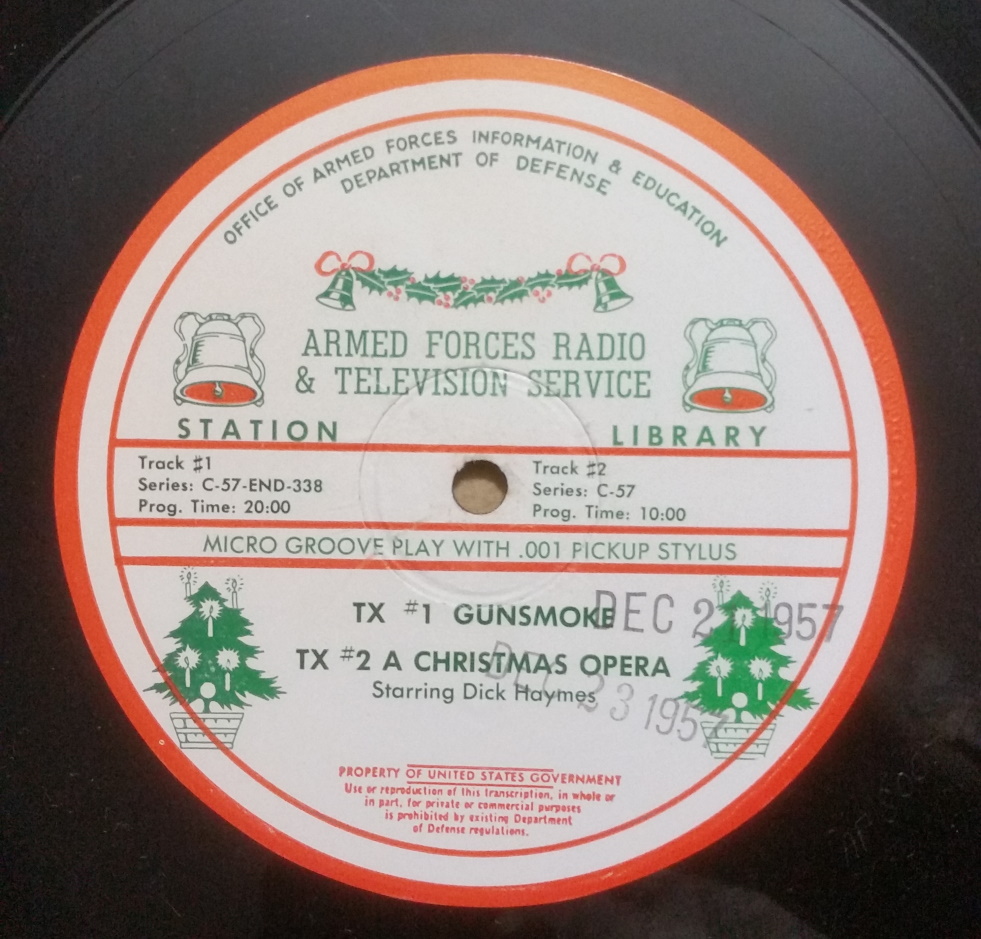 OFFICE OF ARMED FORCES INFORMATION & EDUCATION
DEPARTMENT OF DEFENSE
ARMED FORCES RADIO
& TELEVISION SERVICE
STATION LIBRARY
Track #1
Series: C-57-END-338
Prog. Time: 20:00
Track #2
Series: C-57
Prog. Time: 10:00
MICRO GROOVE PLAY WITH .001 PICKUP STYLUS
TX #1 GUNSMOKE
DEC 2 1957
TX #2 A CHRISTMAS OPERA
Starring Dick Haymes
DEC 23 1957
PROPERTY OF UNITED STATES GOVERNMENT
Use or reproduction of this transcription, in whole or
in part, for private or commercial purposes
is prohibited by existing Department
of Defense regulations.